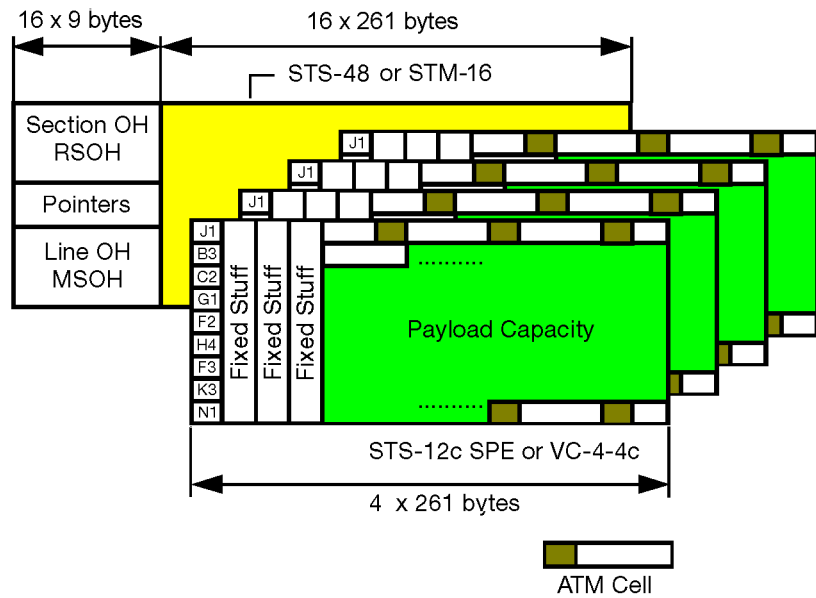 16 x 9 bytes
16 x 261 bytes
STS-48 or STM-16
Section OH
RSOH
Pointers
Line OH
MSOH
J1
J1
J1
J1
B3
C2
G1
F2
H4
F3
K3
N1
Fixed Stuff
Fixed Stuff
Fixed Stuff
..........
Payload Capacity
..........
STS-12c SPE or VC-4-4c
4 x 261 bytes
ATM Cell